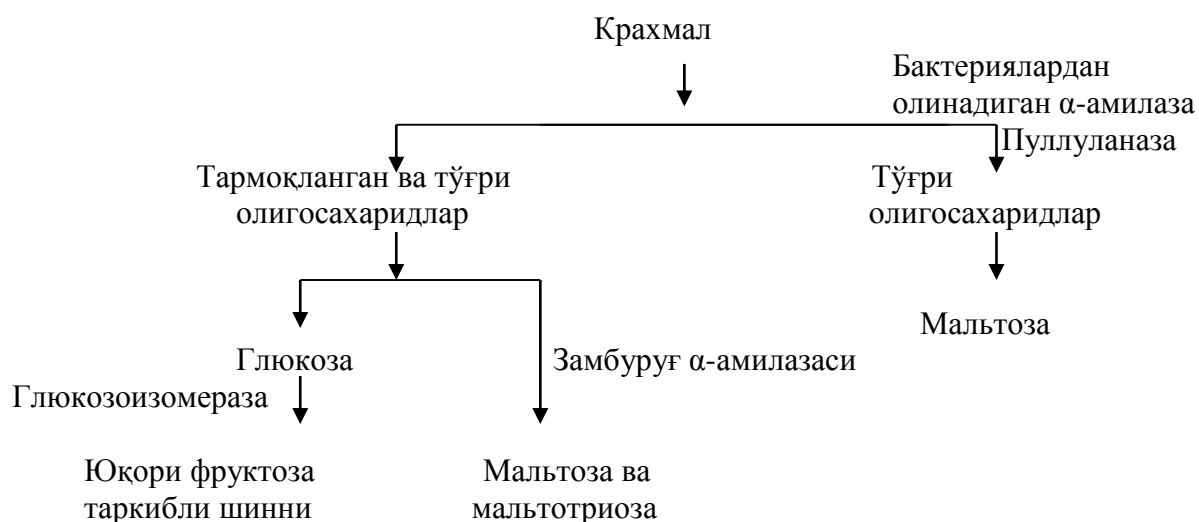 Крахмал
Бактериялардан
олинадиган α-амилаза
Пуллуланаза
Тармоқланган ва тўғри
олигосахаридлар
Тўғри
олигосахаридлар
Мальтоза
Глюкоза
Замбуруғ α-амилазаси
Глюкозоизомераза
Юқори фруктоза
таркибли шинни
Мальтоза ва
мальтотриоза